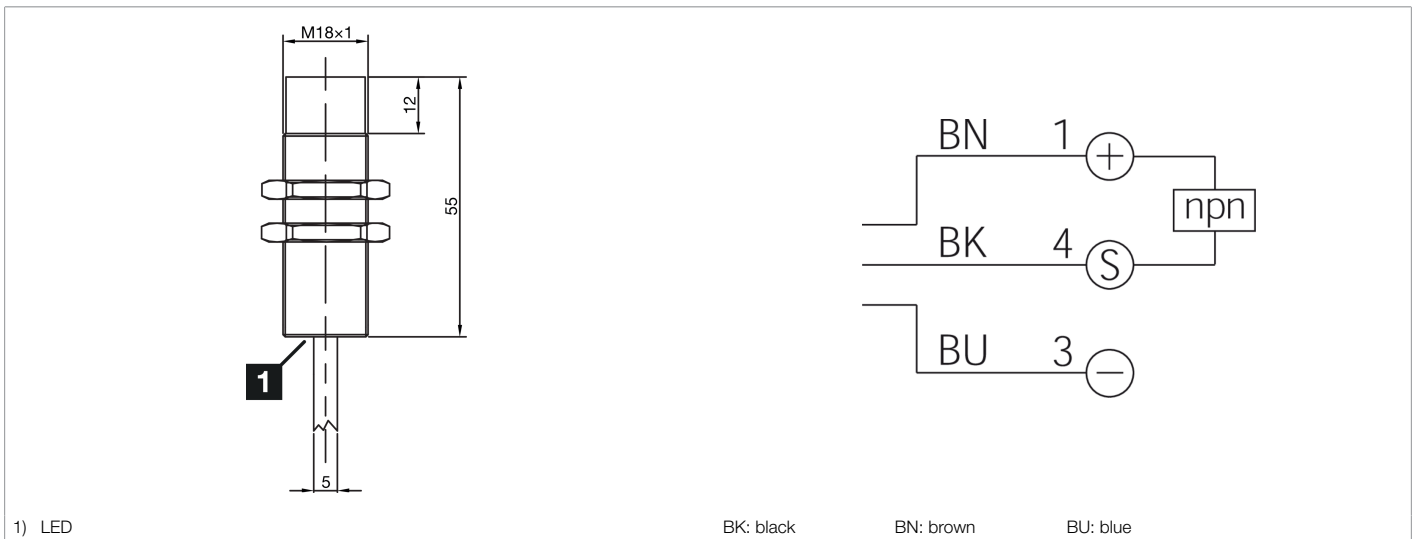 M18×1
12
55
1
5
BN 1 +
npn
BK 4 S
BU 3 −
1) LED
BK: black BN: brown BU: blue